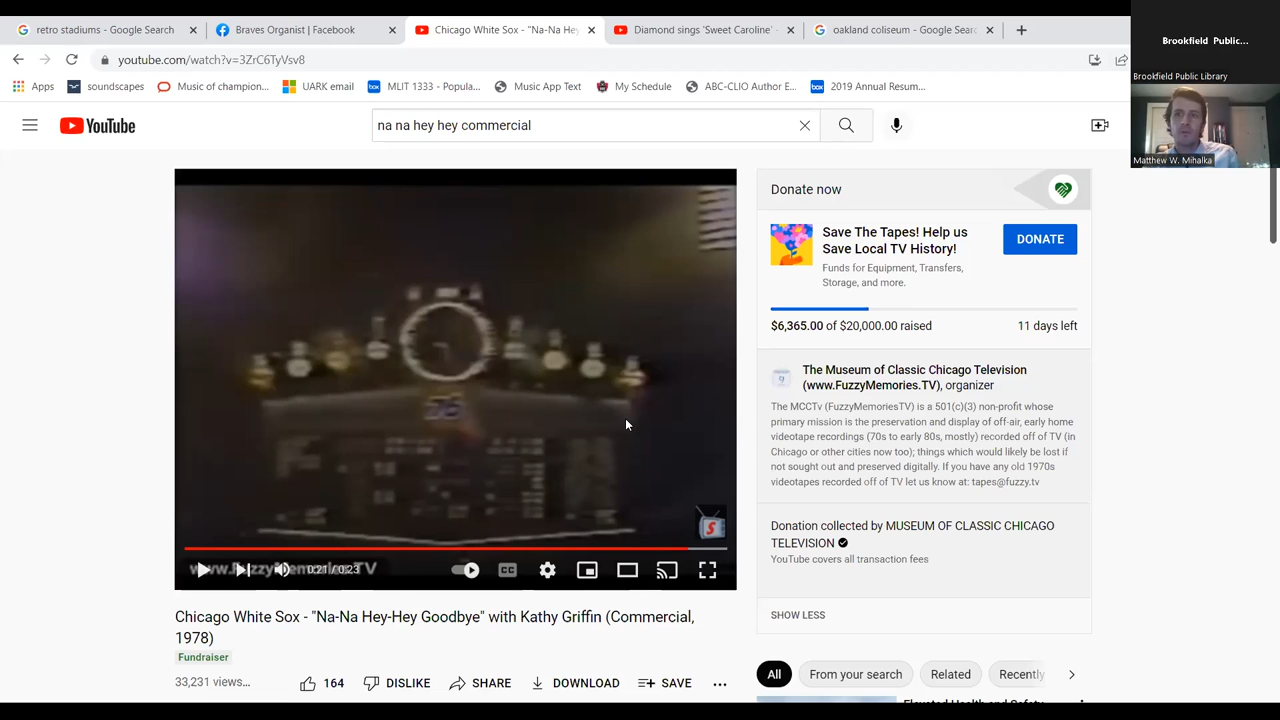 retro stadiums - Google Search
Braves Organist | Facebook
Chicago White Sox - "Na-Na Hey
Diamond sings 'Sweet Caroline' -
oakland coliseum - Google Searc
Brookfield Public...
Brookfield Public Library
youtube.com/watch?v=3ZrC6TyVsv8
Apps
soundscapes
Music of champion...
UARK email
MLIT 1333 - Popula...
Music App Text
My Schedule
ABC-CLIO Author E...
2019 Annual Resum...
YouTube
na na hey hey commercial
Matthew W. Mihalka
Donate now
Save The Tapes! Help us
Save Local TV History!
DONATE
Funds for Equipment, Transfers,
Storage, and more.
$6,365.00 of $20,000.00 raised
11 days left
The Museum of Classic Chicago Television
(www.FuzzyMemories.TV), organizer
The MCCTv (FuzzyMemoriesTV) is a 501(c)(3) non-profit whose
primary mission is the preservation and display of off-air, early home
videotape recordings (70s to early 80s, mostly) recorded off of TV (in
Chicago or other cities now too); things which would likely be lost if
not sought out and preserved digitally. If you have any old 1970s
videotapes recorded off of TV let us know at: tapes@fuzzy.tv
Donation collected by MUSEUM OF CLASSIC CHICAGO
TELEVISION
YouTube covers all transaction fees
SHOW LESS
S
www.FuzzyMemories.TV
0:21 / 0:23
CC
Chicago White Sox - "Na-Na Hey-Hey Goodbye" with Kathy Griffin (Commercial,
1978)
Fundraiser
33,231 views...
164
DISLIKE
SHARE
DOWNLOAD
SAVE
All
From your search
Related
Recently